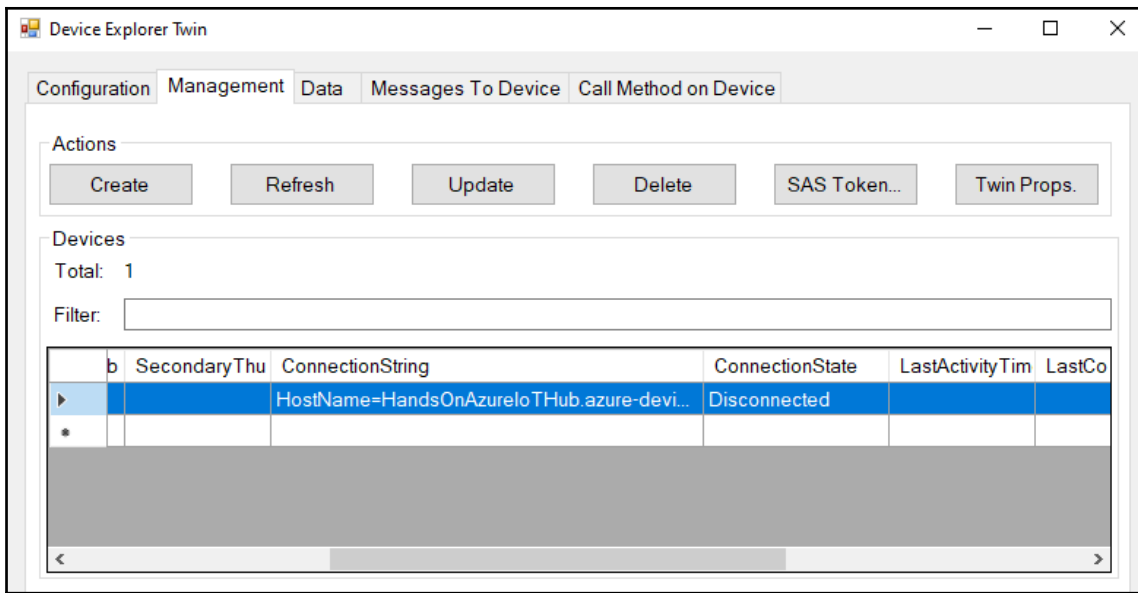 Device Explorer Twin
Configuration Management Data Messages To Device Call Method on Device
Actions
Create Refresh Update Delete SAS Token... Twin Props.
Devices
Total: 1
Filter:
b SecondaryThu ConnectionString ConnectionState LastActivityTim LastCo
HostName=HandsOnAzureIoTHub.azure-devi... Disconnected